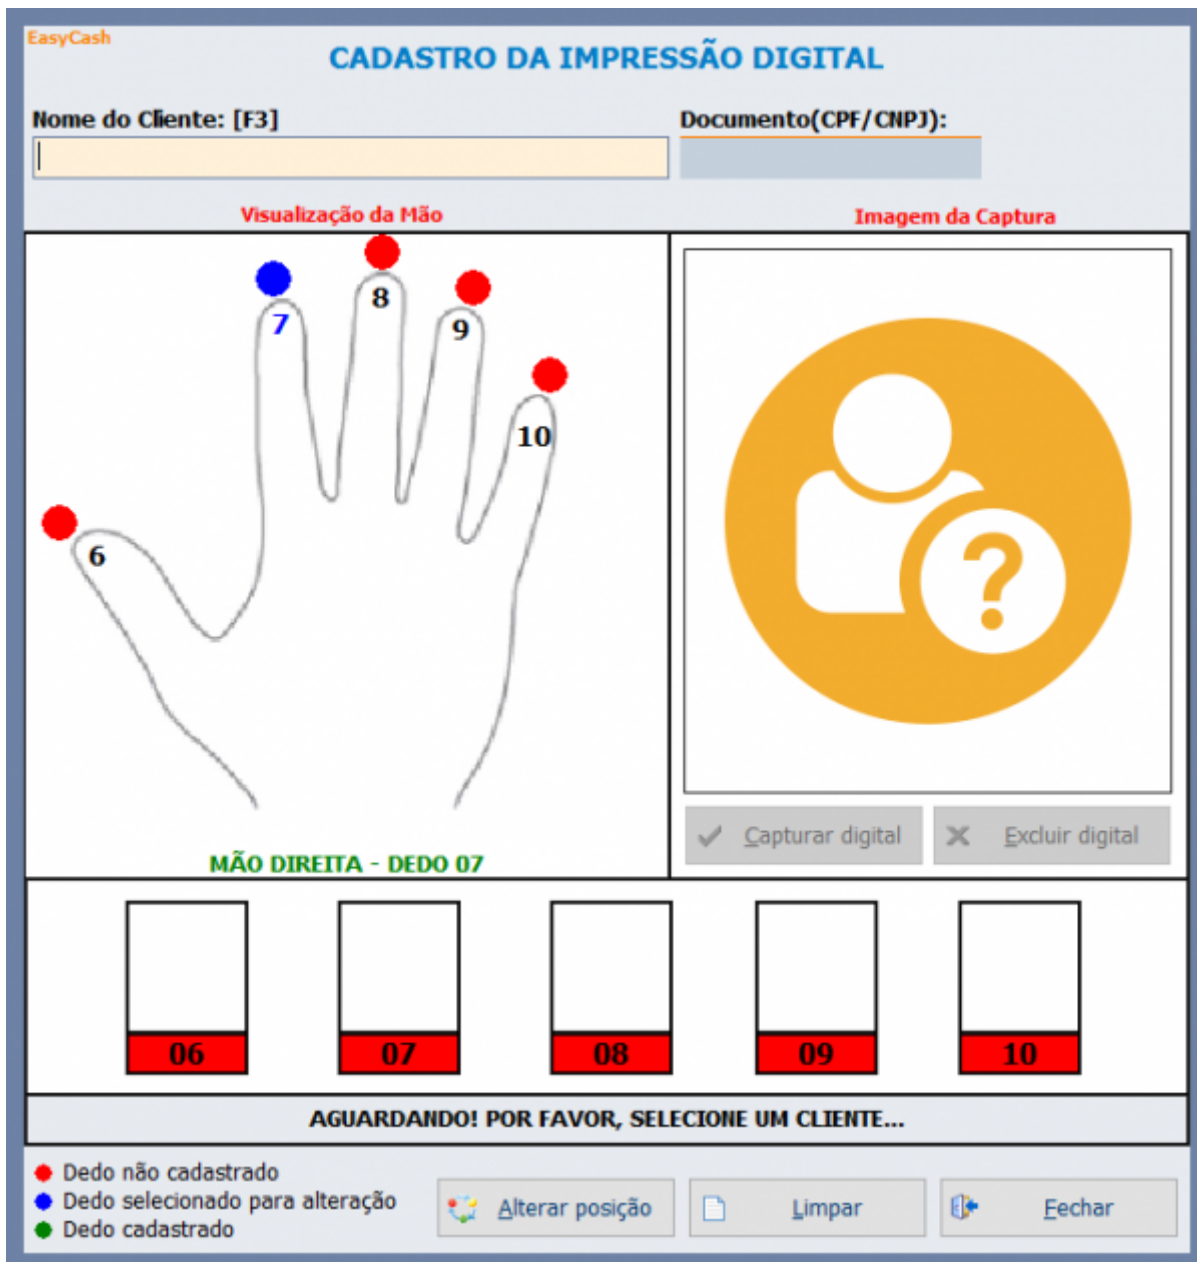 EasyCash
CADASTRO DA IMPRESSÃO DIGITAL
Nome do Cliente: [F3]
Documento(CPF/CNPJ):
Visualização da Mão
Imagem da Captura
7
8
9
10
6
?
MÃO DIREITA - DEDO 07
Capturar digital
Excluir digital
06
07
08
09
10
AGUARDANDO! POR FAVOR, SELECIONE UM CLIENTE...
Dedo não cadastrado
Dedo selecionado para alteração
Dedo cadastrado
Alterar posição
Limpar
Fechar